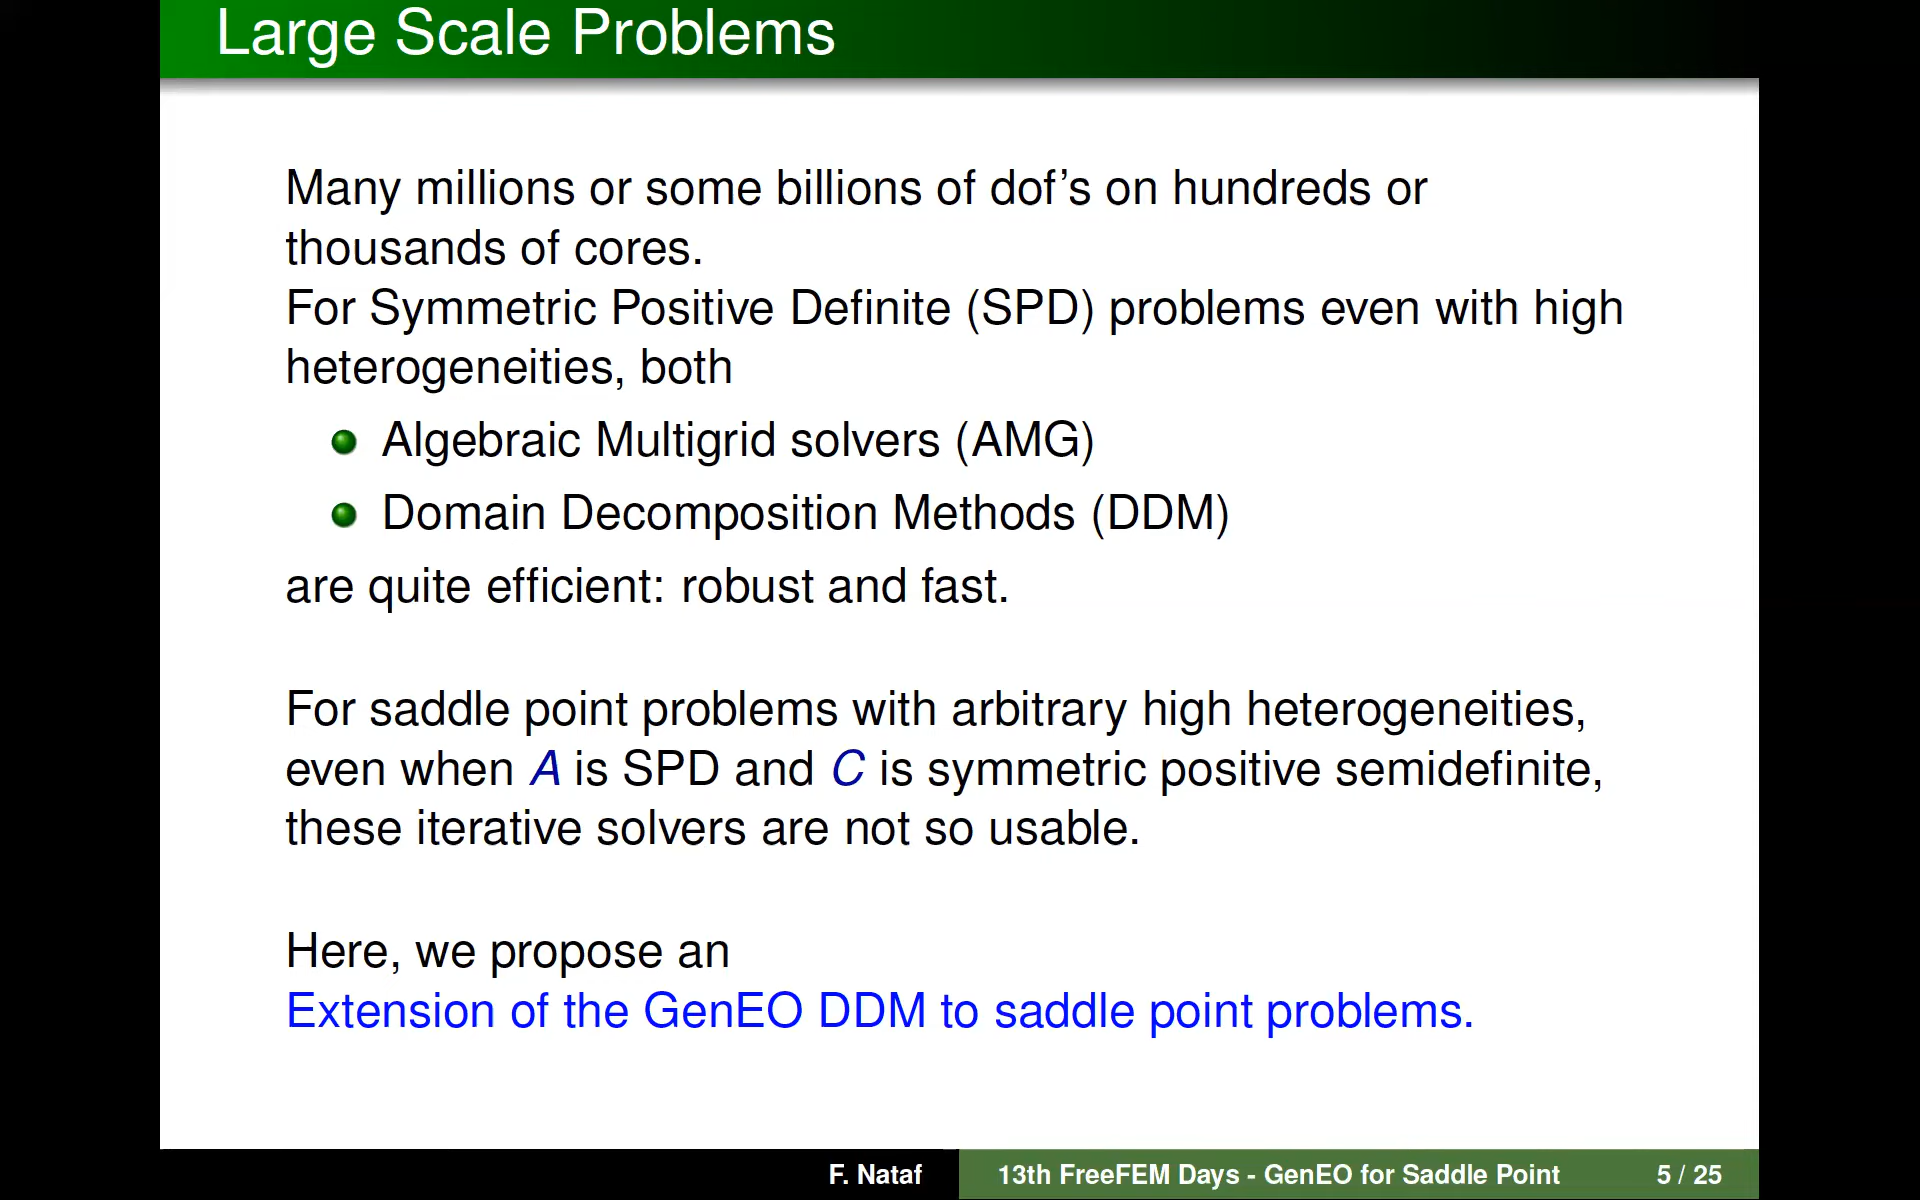 Large Scale Problems
Many millions or some billions of dof’s on hundreds or
thousands of cores.
For Symmetric Positive Definite (SPD) problems even with high
heterogeneities, both
Algebraic Multigrid solvers (AMG)
Domain Decomposition Methods (DDM)
are quite efficient: robust and fast.
For saddle point problems with arbitrary high heterogeneities,
even when A is SPD and C is symmetric positive semidefinite,
these iterative solvers are not so usable.
Here, we propose an
Extension of the GenEO DDM to saddle point problems.
F. Nataf 13th FreeFEM Days - GenEO for Saddle Point 5 / 25